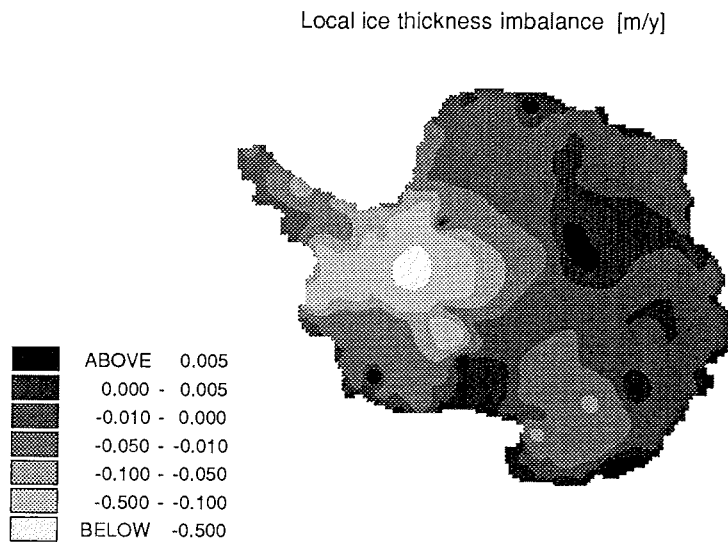 Local ice thickness imbalance [m/y]
ABOVE 0.005
0.000 - 0.005
-0.010 - 0.000
-0.050 - -0.010
-0.100 - -0.050
-0.500 - -0.100
BELOW -0.500